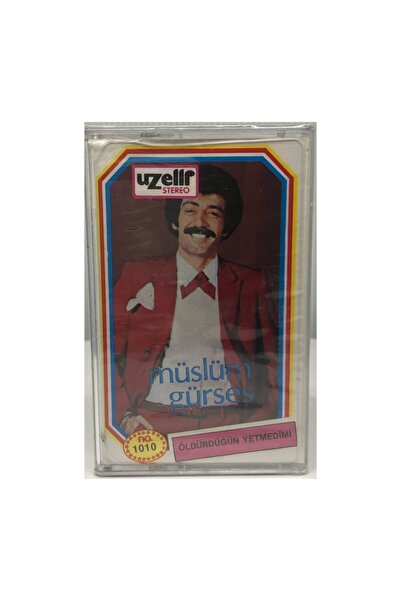 uzelli
STEREO
müslüm
gürses
no.
1010
ÖLDÜRDÜĞÜN YETMEDİMİ